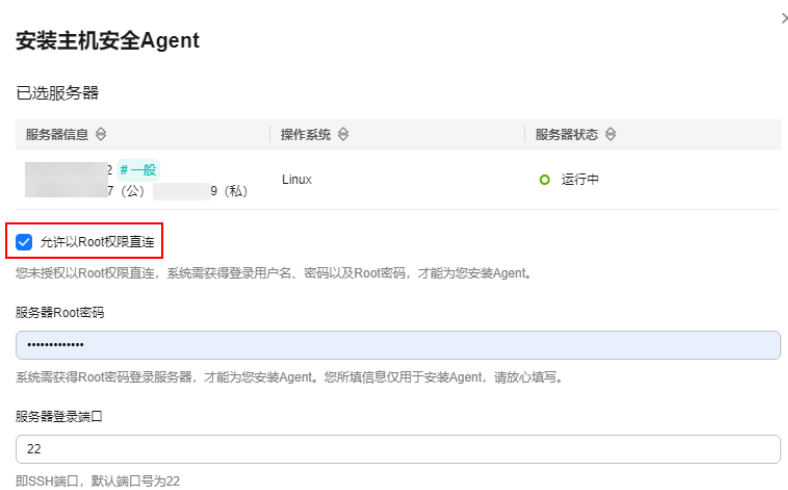 安装主机安全Agent
已选服务器
服务器信息 操作系统 服务器状态
2 #一般
7（公） 9（私） Linux 运行中
允许以Root权限直连
您未授权以Root权限直连，系统需获得登录用户名、密码以及Root密码，才能为您安装Agent。
服务器Root密码
•••••••••••••
系统需获得Root密码登录服务器，才能为您安装Agent。您所填信息仅用于安装Agent，请放心填写。
服务器登录端口
22
即SSH端口，默认端口号为22